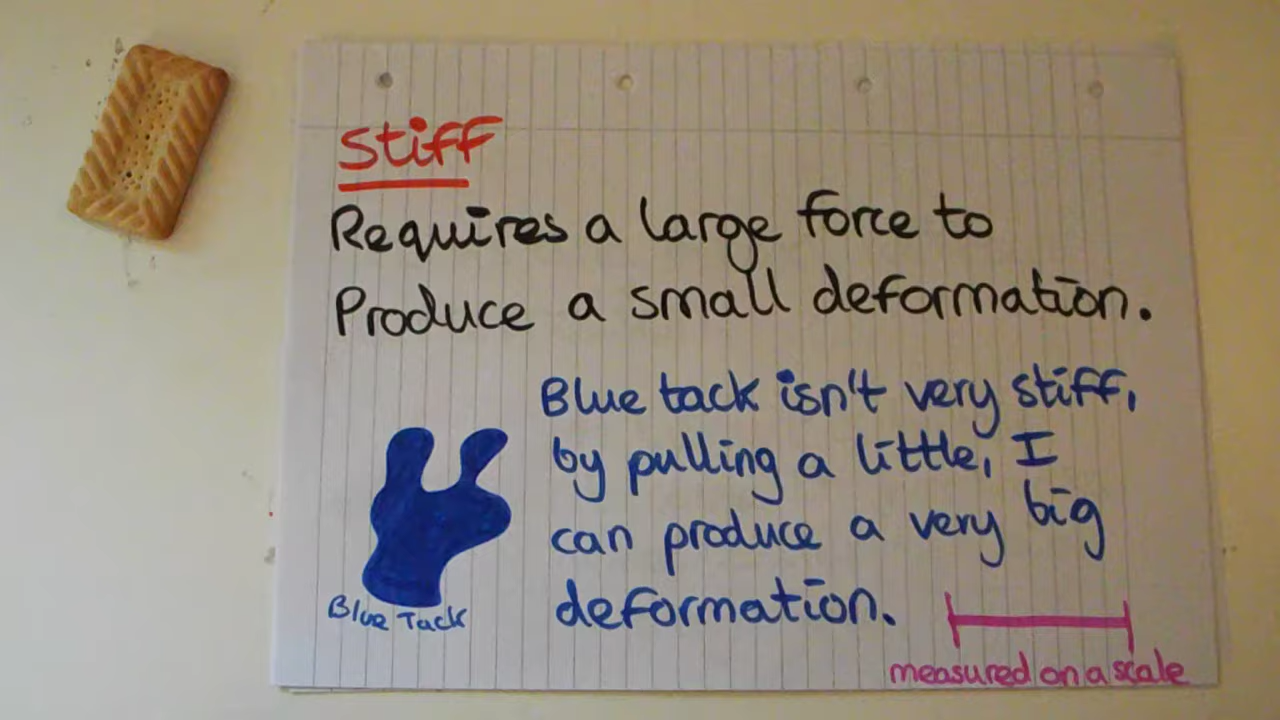 Stiff
Requires a large force to
Produce a small deformation.
Blue tack isn't very stiff,
by pulling a little, I
can produce a very big
deformation.
Blue Tack
measured on a scale